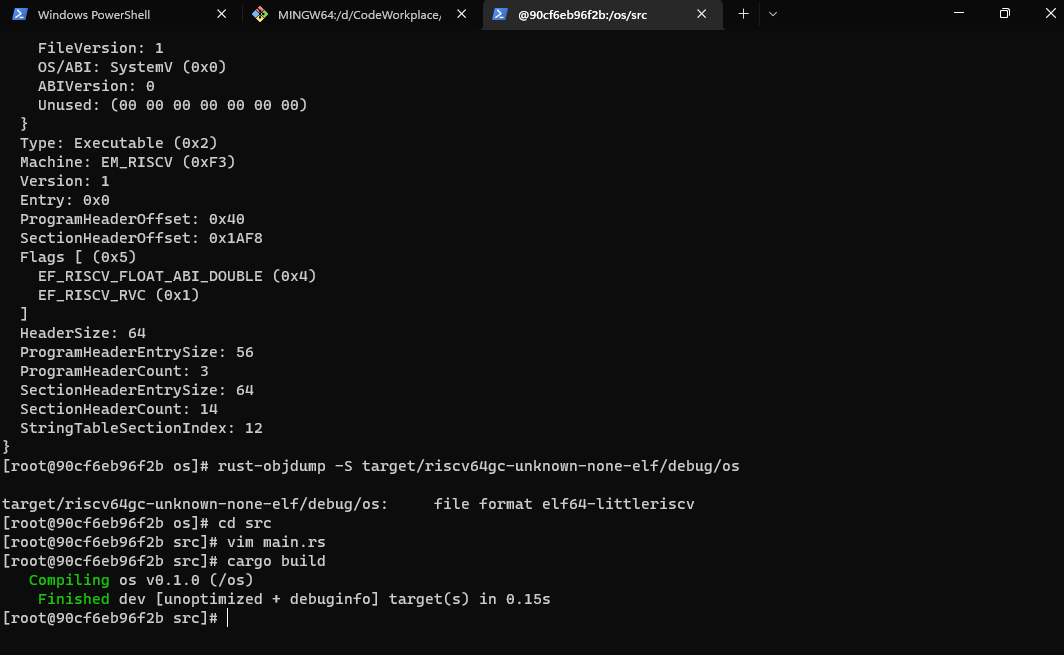 Windows PowerShell
MINGW64:/d/CodeWorkplace/
@90cf6eb96f2b:/os/src
FileVersion: 1
OS/ABI: SystemV (0x0)
ABIVersion: 0
Unused: (00 00 00 00 00 00 00)
}
Type: Executable (0x2)
Machine: EM_RISCV (0xF3)
Version: 1
Entry: 0x0
ProgramHeaderOffset: 0x40
SectionHeaderOffset: 0x1AF8
Flags [ (0x5)
EF_RISCV_FLOAT_ABI_DOUBLE (0x4)
EF_RISCV_RVC (0x1)
]
HeaderSize: 64
ProgramHeaderEntrySize: 56
ProgramHeaderCount: 3
SectionHeaderEntrySize: 64
SectionHeaderCount: 14
StringTableSectionIndex: 12
}
[root@90cf6eb96f2b os]# rust-objdump -S target/riscv64gc-unknown-none-elf/debug/os
target/riscv64gc-unknown-none-elf/debug/os:     file format elf64-littleriscv
[root@90cf6eb96f2b os]# cd src
[root@90cf6eb96f2b src]# vim main.rs
[root@90cf6eb96f2b src]# cargo build
Compiling os v0.1.0 (/os)
Finished dev [unoptimized + debuginfo] target(s) in 0.15s
[root@90cf6eb96f2b src]#